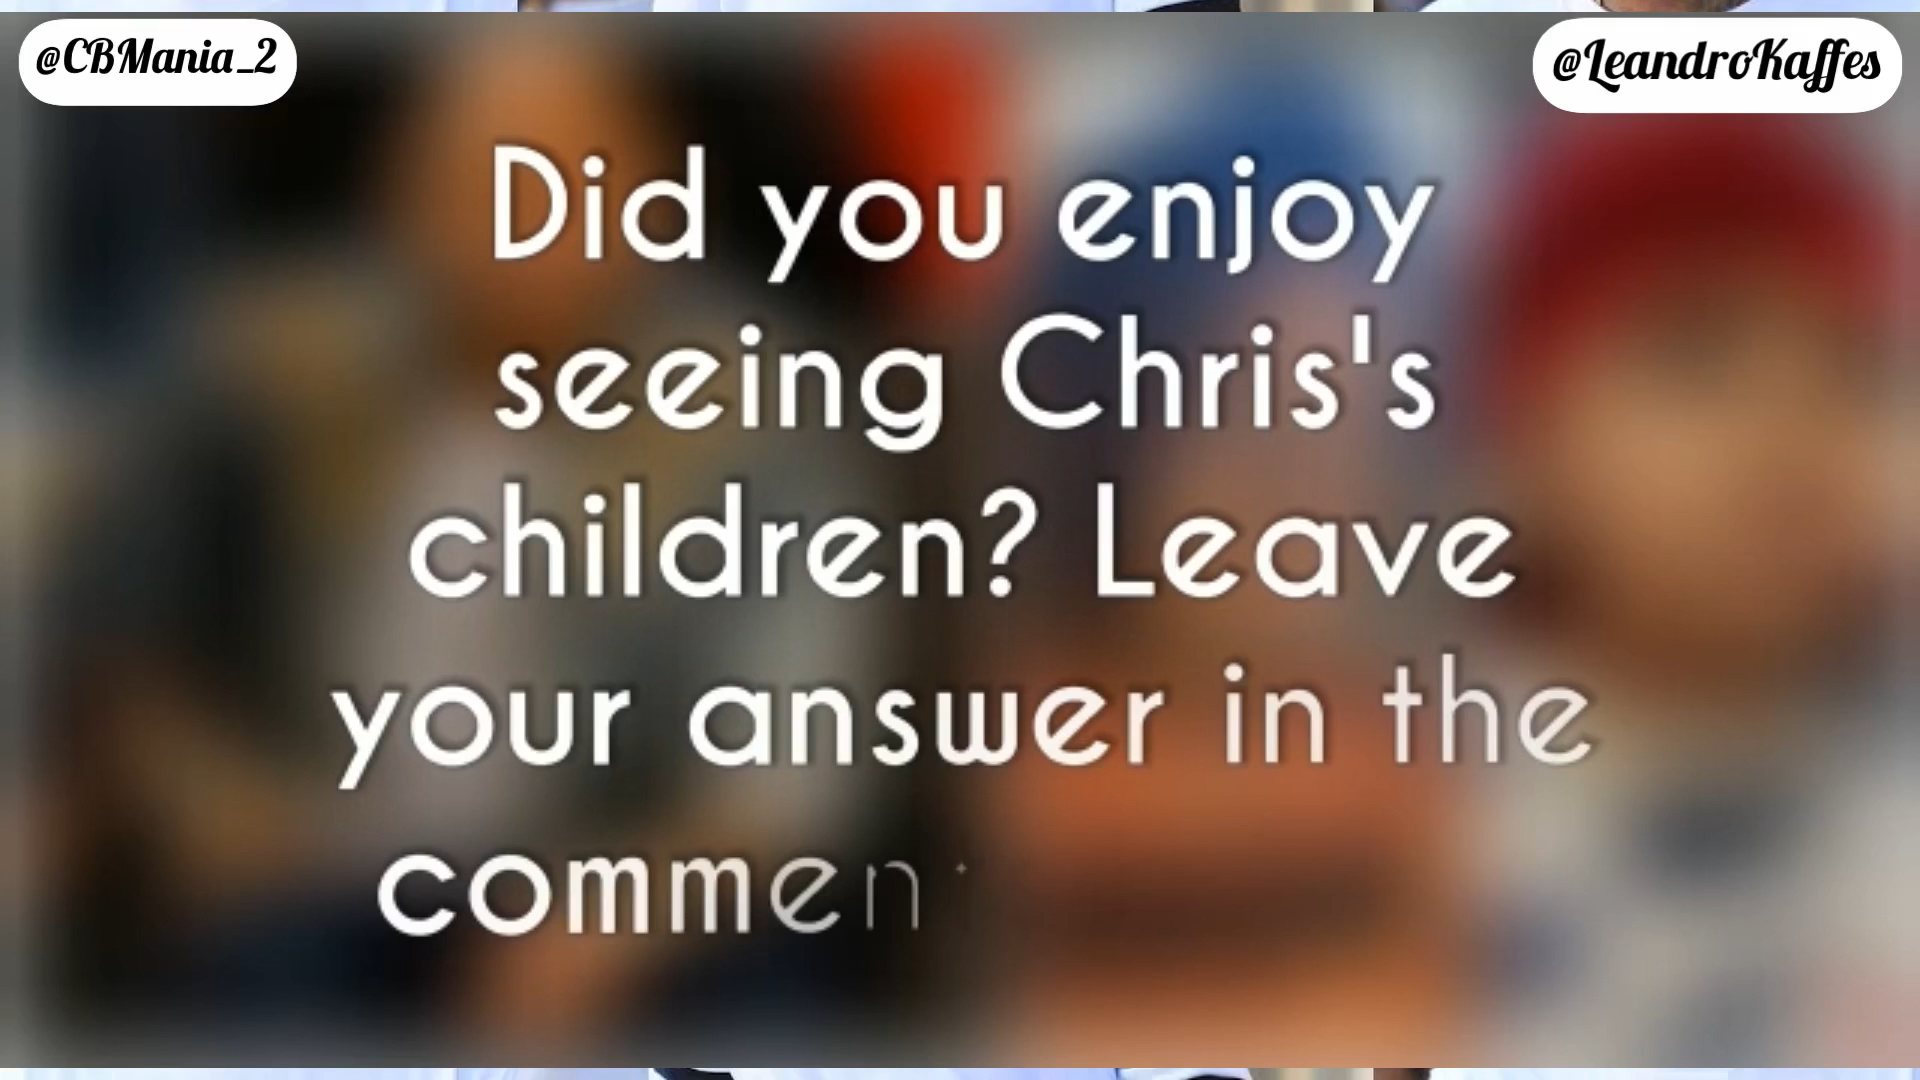 @CBMania_2
@LeandroKaffes
Did you enjoy
seeing Chris's
children? Leave
your answer in the
commen